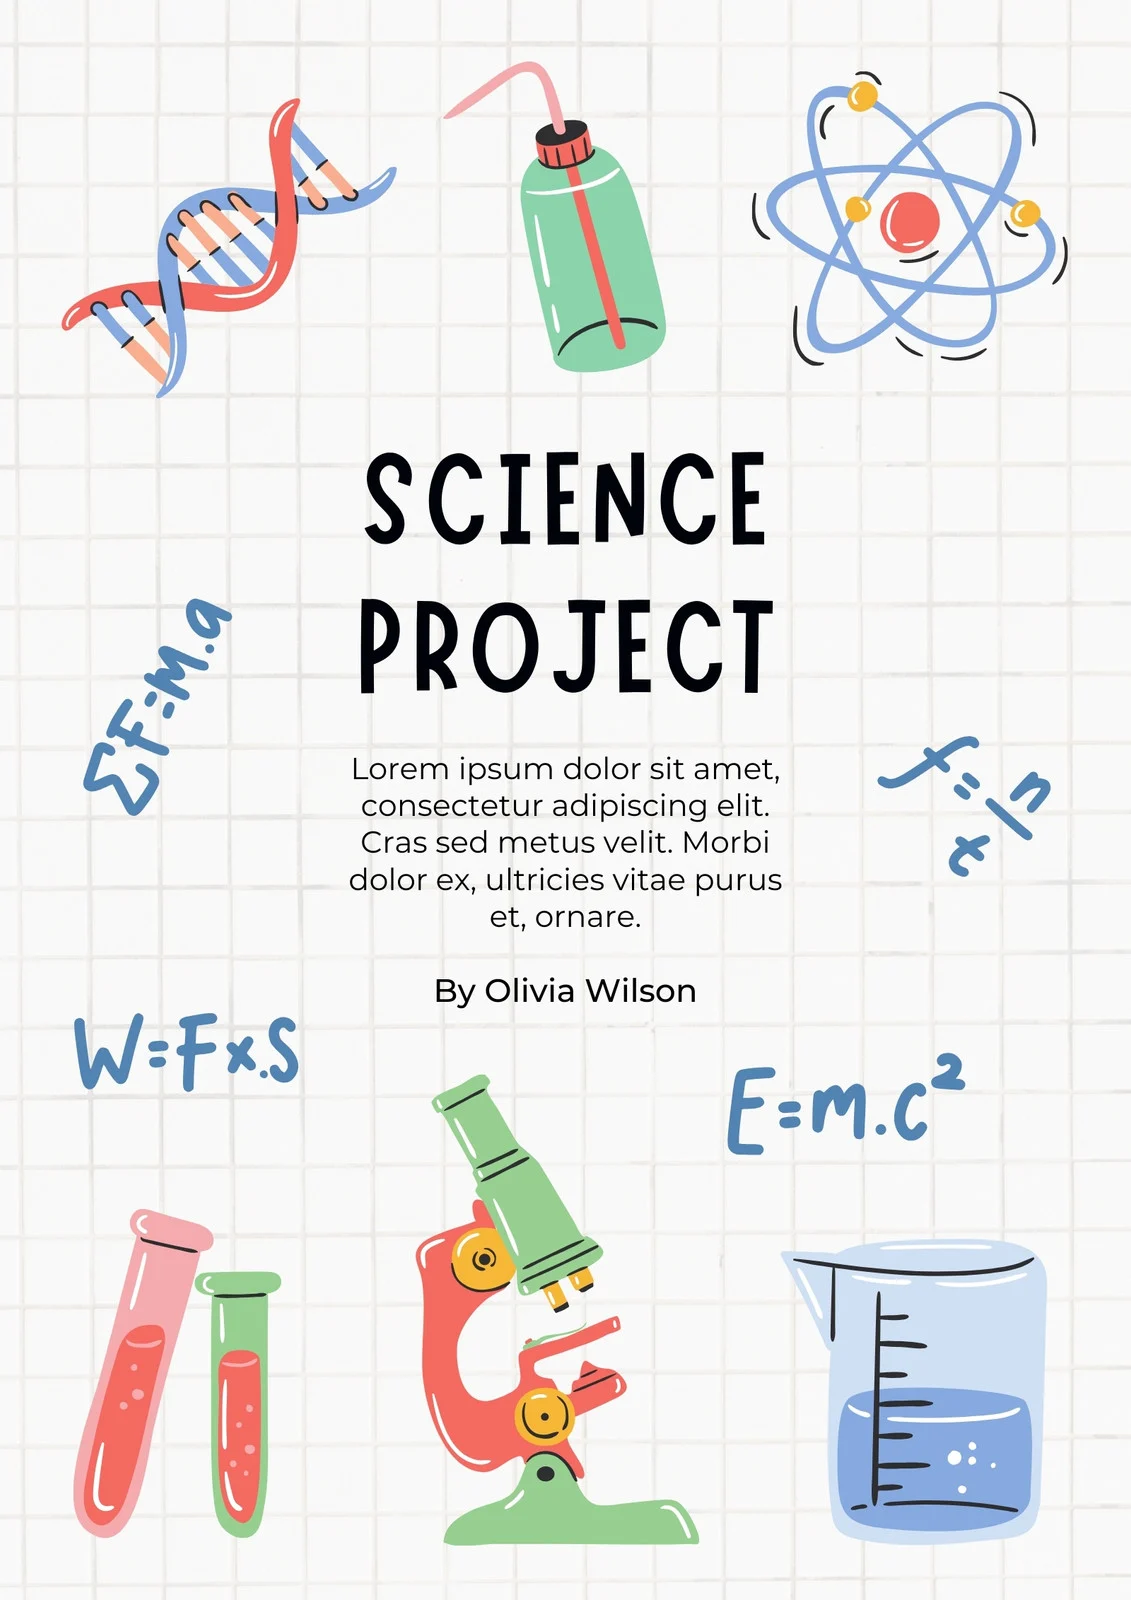 SCIENCE
PROJECT
ΣF=m.a
f=n/t
Lorem ipsum dolor sit amet,
consectetur adipiscing elit.
Cras sed metus velit. Morbi
dolor ex, ultricies vitae purus
et, ornare.
By Olivia Wilson
W=Fx.S
E=m.c²